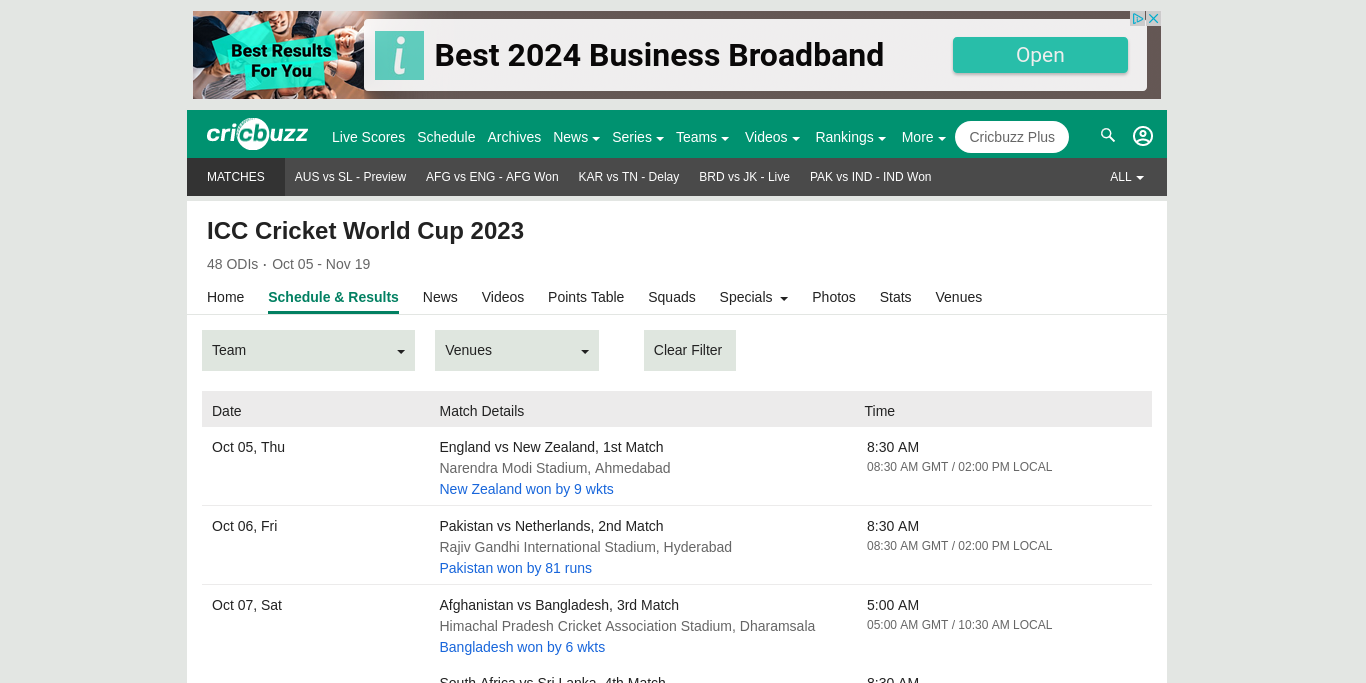 Best Results
For You
i
Best 2024 Business Broadband
Open
cricbuzz
Live Scores
Schedule
Archives
News
Series
Teams
Videos
Rankings
More
Cricbuzz Plus
MATCHES
AUS vs SL - Preview
AFG vs ENG - AFG Won
KAR vs TN - Delay
BRD vs JK - Live
PAK vs IND - IND Won
ALL
ICC Cricket World Cup 2023
48 ODIs · Oct 05 - Nov 19
Home
Schedule & Results
News
Videos
Points Table
Squads
Specials
Photos
Stats
Venues
Team
Venues
Clear Filter
Date
Match Details
Time
Oct 05, Thu
England vs New Zealand, 1st Match
Narendra Modi Stadium, Ahmedabad
New Zealand won by 9 wkts
8:30 AM
08:30 AM GMT / 02:00 PM LOCAL
Oct 06, Fri
Pakistan vs Netherlands, 2nd Match
Rajiv Gandhi International Stadium, Hyderabad
Pakistan won by 81 runs
8:30 AM
08:30 AM GMT / 02:00 PM LOCAL
Oct 07, Sat
Afghanistan vs Bangladesh, 3rd Match
Himachal Pradesh Cricket Association Stadium, Dharamsala
Bangladesh won by 6 wkts
5:00 AM
05:00 AM GMT / 10:30 AM LOCAL
South Africa vs Sri Lanka, 4th Match
8:30 AM